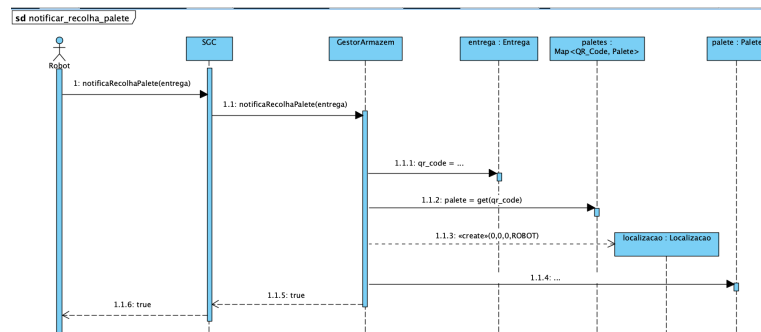 sd notificar_recolha_palete
Robot
SGC
GestorArmazem
entrega : Entrega
paletes :
Map<QR_Code, Palete>
palete : Palete
1: notificaRecolhaPalete(entrega)
1.1: notificaRecolhaPalete(entrega)
1.1.1: qr_code = ...
1.1.2: palete = get(qr_code)
1.1.3: «create»(0,0,0,ROBOT)
localizacao : Localizacao
1.1.4: ...
1.1.5: true
1.1.6: true